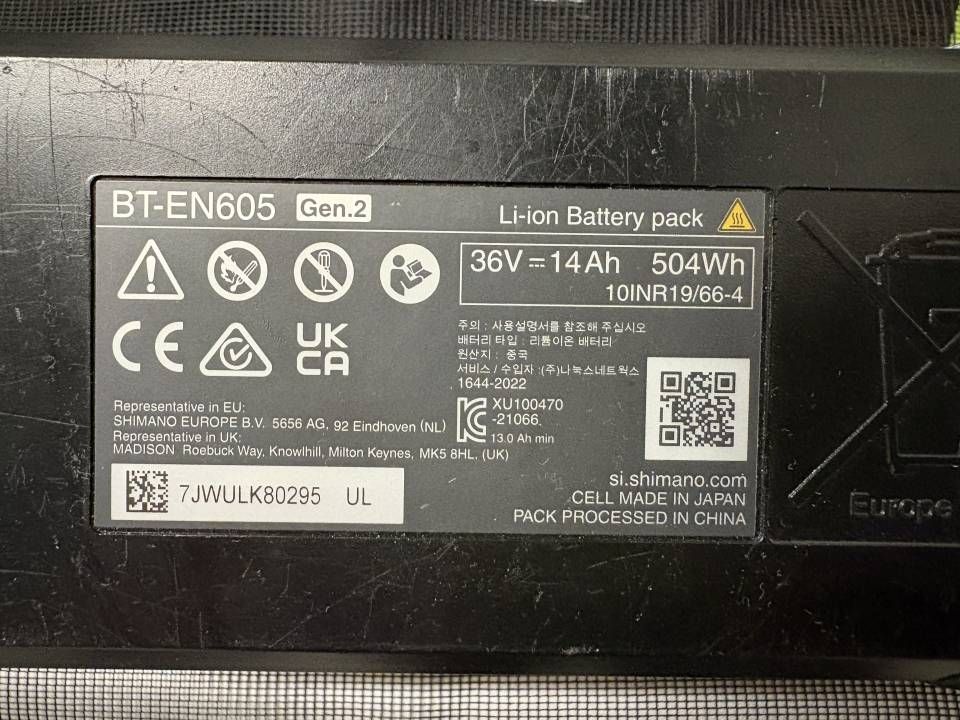 BT-EN605 Gen.2
Li-ion Battery pack
36V ⎓ 14Ah 504Wh
10INR19/66-4
CE
UK
CA
주의 : 사용설명서를 참조해 주십시오
배터리 타입 : 리튬이온 배터리
원산지 : 중국
서비스 / 수입자 : (주)나눅스네트웍스
1644-2022
XU100470
-21066
13.0 Ah min
Representative in EU:
SHIMANO EUROPE B.V. 5656 AG, 92 Eindhoven (NL)
Representative in UK:
MADISON Roebuck Way, Knowlhill, Milton Keynes, MK5 8HL, (UK)
7JWULK80295 UL
si.shimano.com
CELL MADE IN JAPAN
PACK PROCESSED IN CHINA
Europe